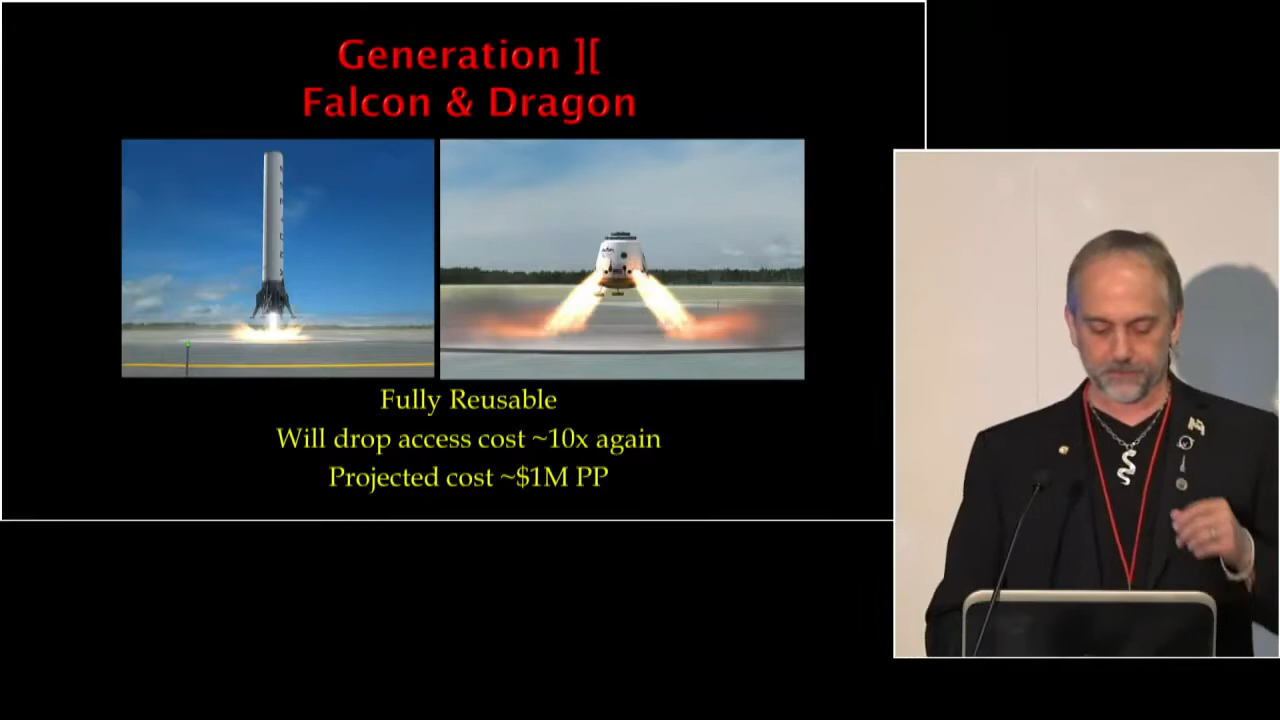 Generation ][
Falcon & Dragon
Fully Reusable
Will drop access cost ~10x again
Projected cost ~$1M PP